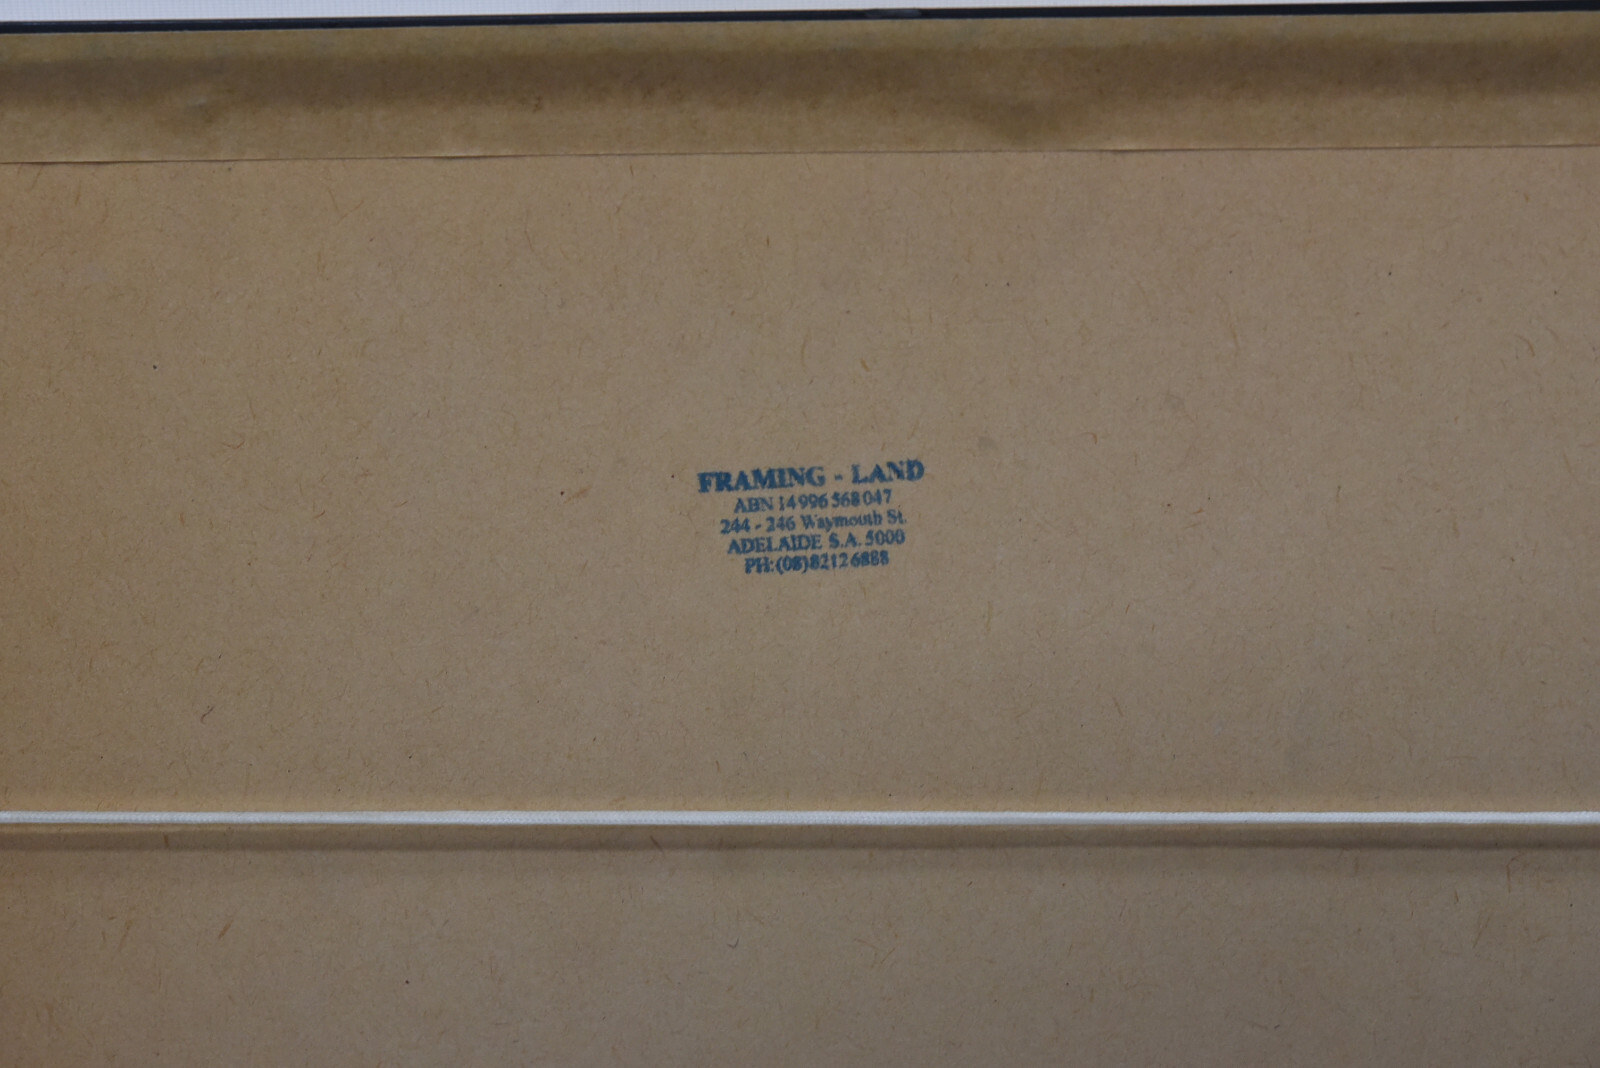 FRAMING - LAND
ABN 14 996 568 047
244 - 246 Waymouth St.
ADELAIDE S.A. 5000
PH: (08) 8212 6888